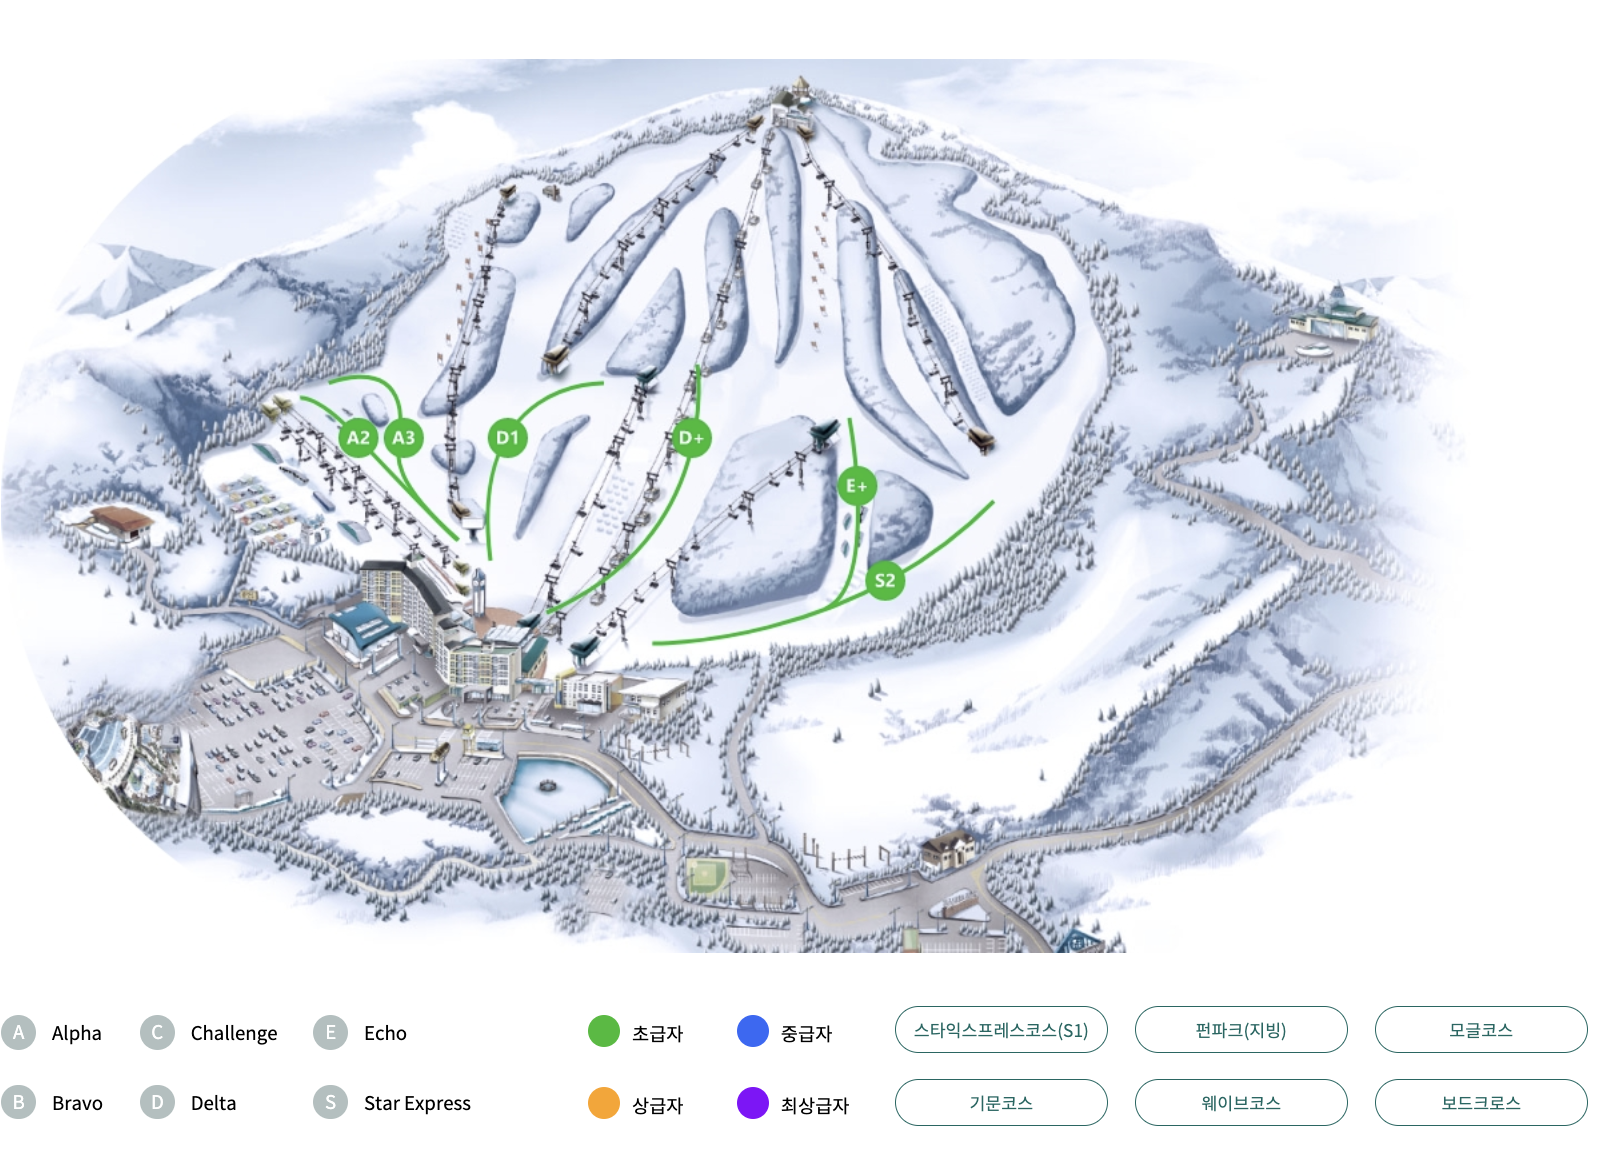 A2
A3
D1
D+
E+
S2
A Alpha
C Challenge
E Echo
초급자
중급자
스타익스프레스코스(S1)
펀파크(지빙)
모글코스
B Bravo
D Delta
S Star Express
상급자
최상급자
기문코스
웨이브코스
보드크로스